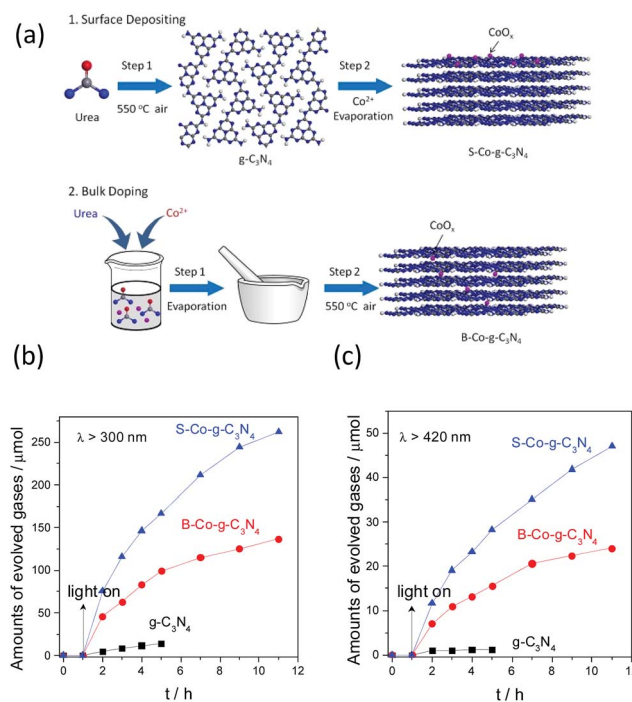 (a)
1. Surface Depositing
Urea
Step 1
550 °C air
g-C₃N₄
Step 2
Co²⁺
Evaporation
CoOₓ
S-Co-g-C₃N₄
2. Bulk Doping
Urea
Co²⁺
Step 1
Evaporation
Step 2
550 °C air
CoOₓ
B-Co-g-C₃N₄
(b)
Amounts of evolved gases / μmol
250
200
150
100
50
0
λ > 300 nm
S-Co-g-C₃N₄
B-Co-g-C₃N₄
light on
g-C₃N₄
0 2 4 6 8 10 12
t / h
(c)
Amounts of evolved gases / μmol
50
40
30
20
10
0
λ > 420 nm
S-Co-g-C₃N₄
B-Co-g-C₃N₄
light on
g-C₃N₄
0 2 4 6 8 10 12
t / h